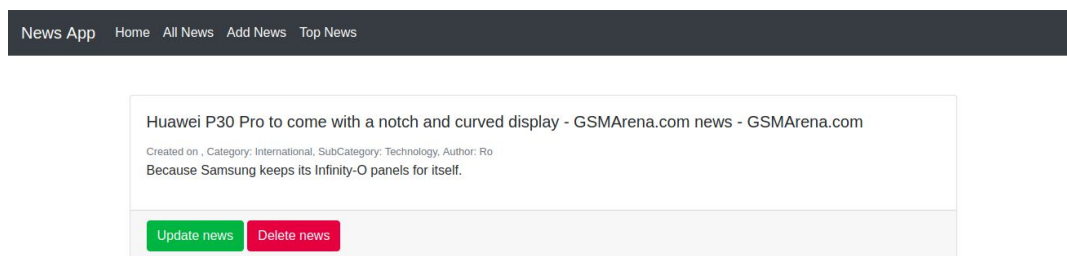 News App Home All News Add News Top News
Huawei P30 Pro to come with a notch and curved display - GSMArena.com news - GSMArena.com
Created on , Category: International, SubCategory: Technology, Author: Ro
Because Samsung keeps its Infinity-O panels for itself.
Update news Delete news